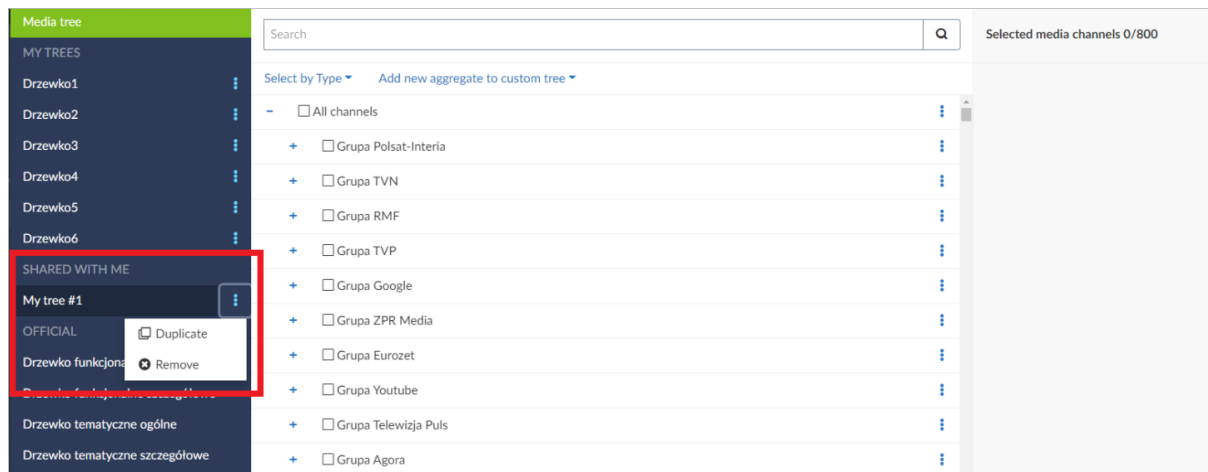 Media tree
MY TREES
Drzewko1
Drzewko2
Drzewko3
Drzewko4
Drzewko5
Drzewko6
SHARED WITH ME
My tree #1
Duplicate
Remove
OFFICIAL
Drzewko
Drzewko tematyczne ogólne
Drzewko tematyczne szczegółowe
Search
Select by Type
Add new aggregate to custom tree
All channels
Grupa Polsat-Interia
Grupa TVN
Grupa RMF
Grupa TVP
Grupa Google
Grupa ZPR Media
Grupa Eurozet
Grupa Youtube
Grupa Telewizja Puls
Grupa Agora
Selected media channels 0/800